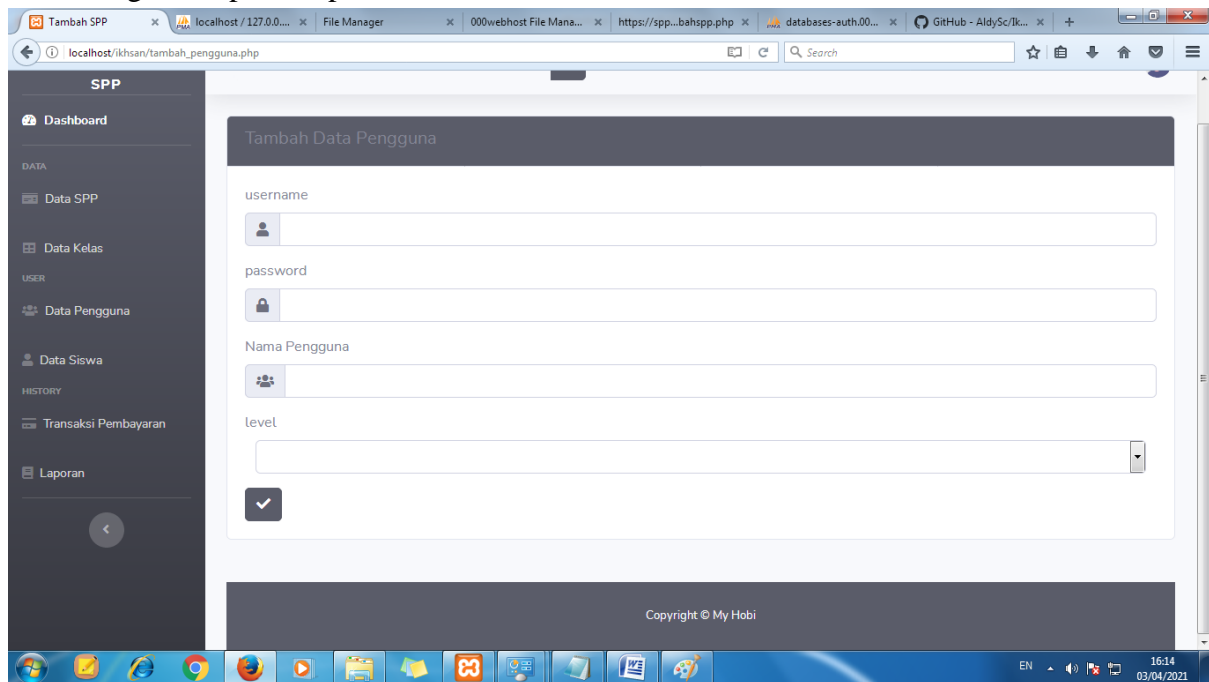 Tambah SPP
localhost / 127.0.0....
File Manager
000webhost File Mana...
https://spp...bahspp.php
databases-auth.00...
GitHub - AldySc/Ik...
localhost/ikhsan/tambah_pengguna.php
Search
SPP
Dashboard
DATA
Data SPP
Data Kelas
USER
Data Pengguna
Data Siswa
HISTORY
Transaksi Pembayaran
Laporan
Tambah Data Pengguna
username
password
Nama Pengguna
level
Copyright © My Hobi
EN
16:14
03/04/2021